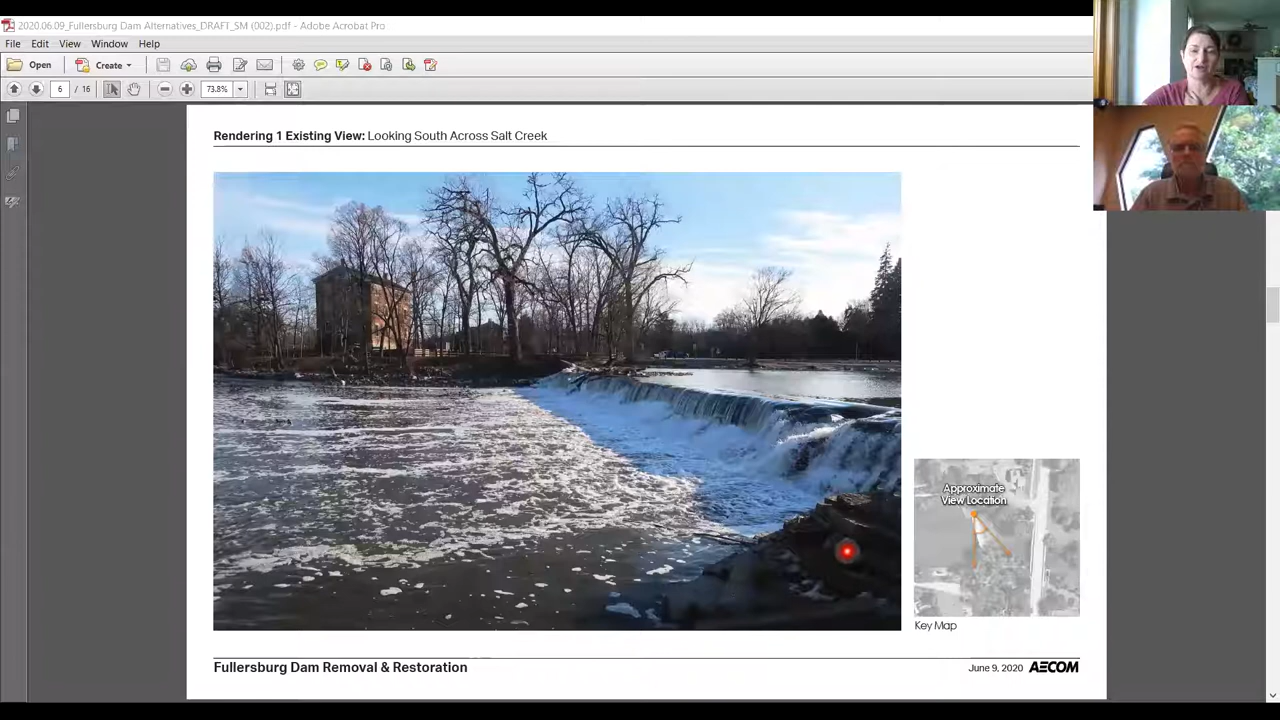 2020.06.09_Fullersburg Dam Alternatives_DRAFT_SM (002).pdf - Adobe Acrobat Pro
File Edit View Window Help
Open Create
6 / 16 73.8%
Rendering 1 Existing View: Looking South Across Salt Creek
Approximate
View Location
Key Map
Fullersburg Dam Removal & Restoration
June 9, 2020 AECOM